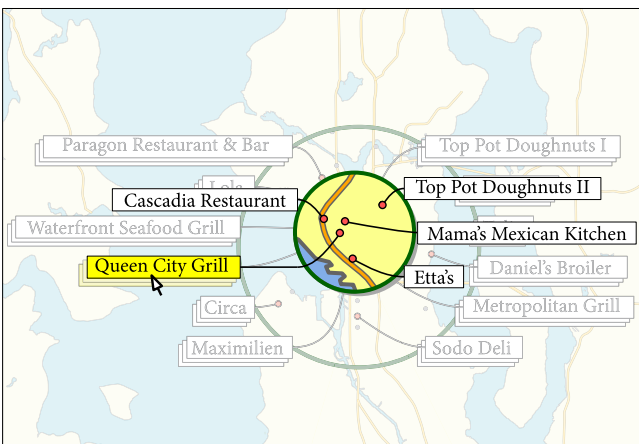 Paragon Restaurant & Bar
Top Pot Doughnuts I
Lola
Top Pot Doughnuts II
Cascadia Restaurant
Waterfront Seafood Grill
Mama's Mexican Kitchen
Queen City Grill
Daniel's Broiler
Etta's
Circa
Metropolitan Grill
Maximilien
Sodo Deli